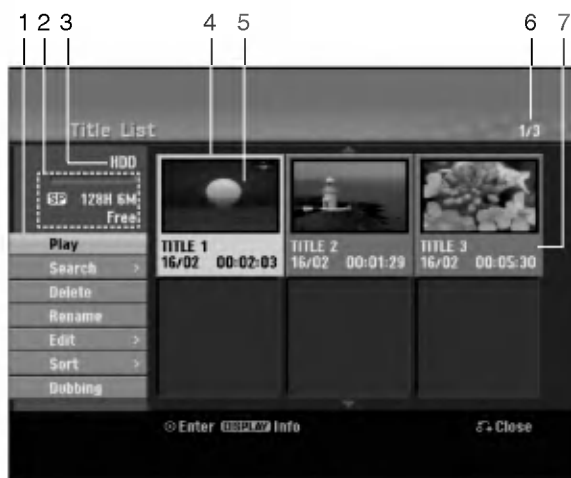 1 2 3 4 5 6 7
Title List
1/3
HDD
SP 128H 6M
Free
Play
Search >
Delete
Rename
Edit >
Sort >
Dubbing
TITLE 1
16/02 00:02:03
TITLE 2
16/02 00:01:29
TITLE 3
16/02 00:05:30
Enter DISPLAY Info
Close